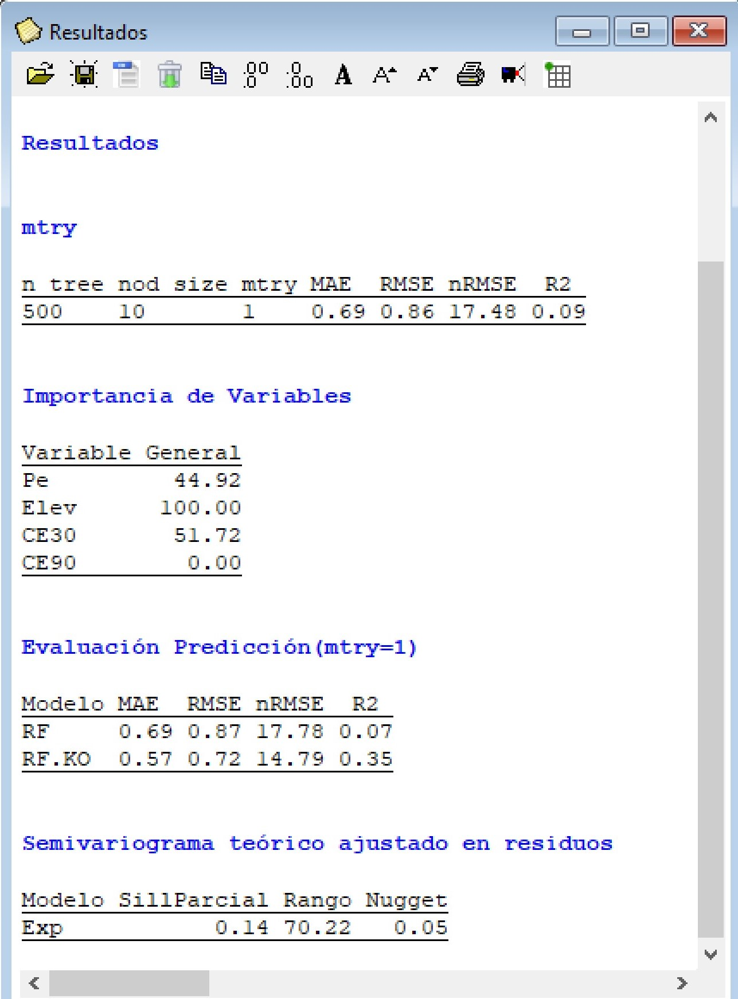 Resultados
Resultados
mtry
n tree nod size mtry MAE RMSE nRMSE R2
500 10 1 0.69 0.86 17.48 0.09
Importancia de Variables
Variable General
Pe 44.92
Elev 100.00
CE30 51.72
CE90 0.00
Evaluación Predicción(mtry=1)
Modelo MAE RMSE nRMSE R2
RF 0.69 0.87 17.78 0.07
RF.KO 0.57 0.72 14.79 0.35
Semivariograma teórico ajustado en residuos
Modelo SillParcial Rango Nugget
Exp 0.14 70.22 0.05